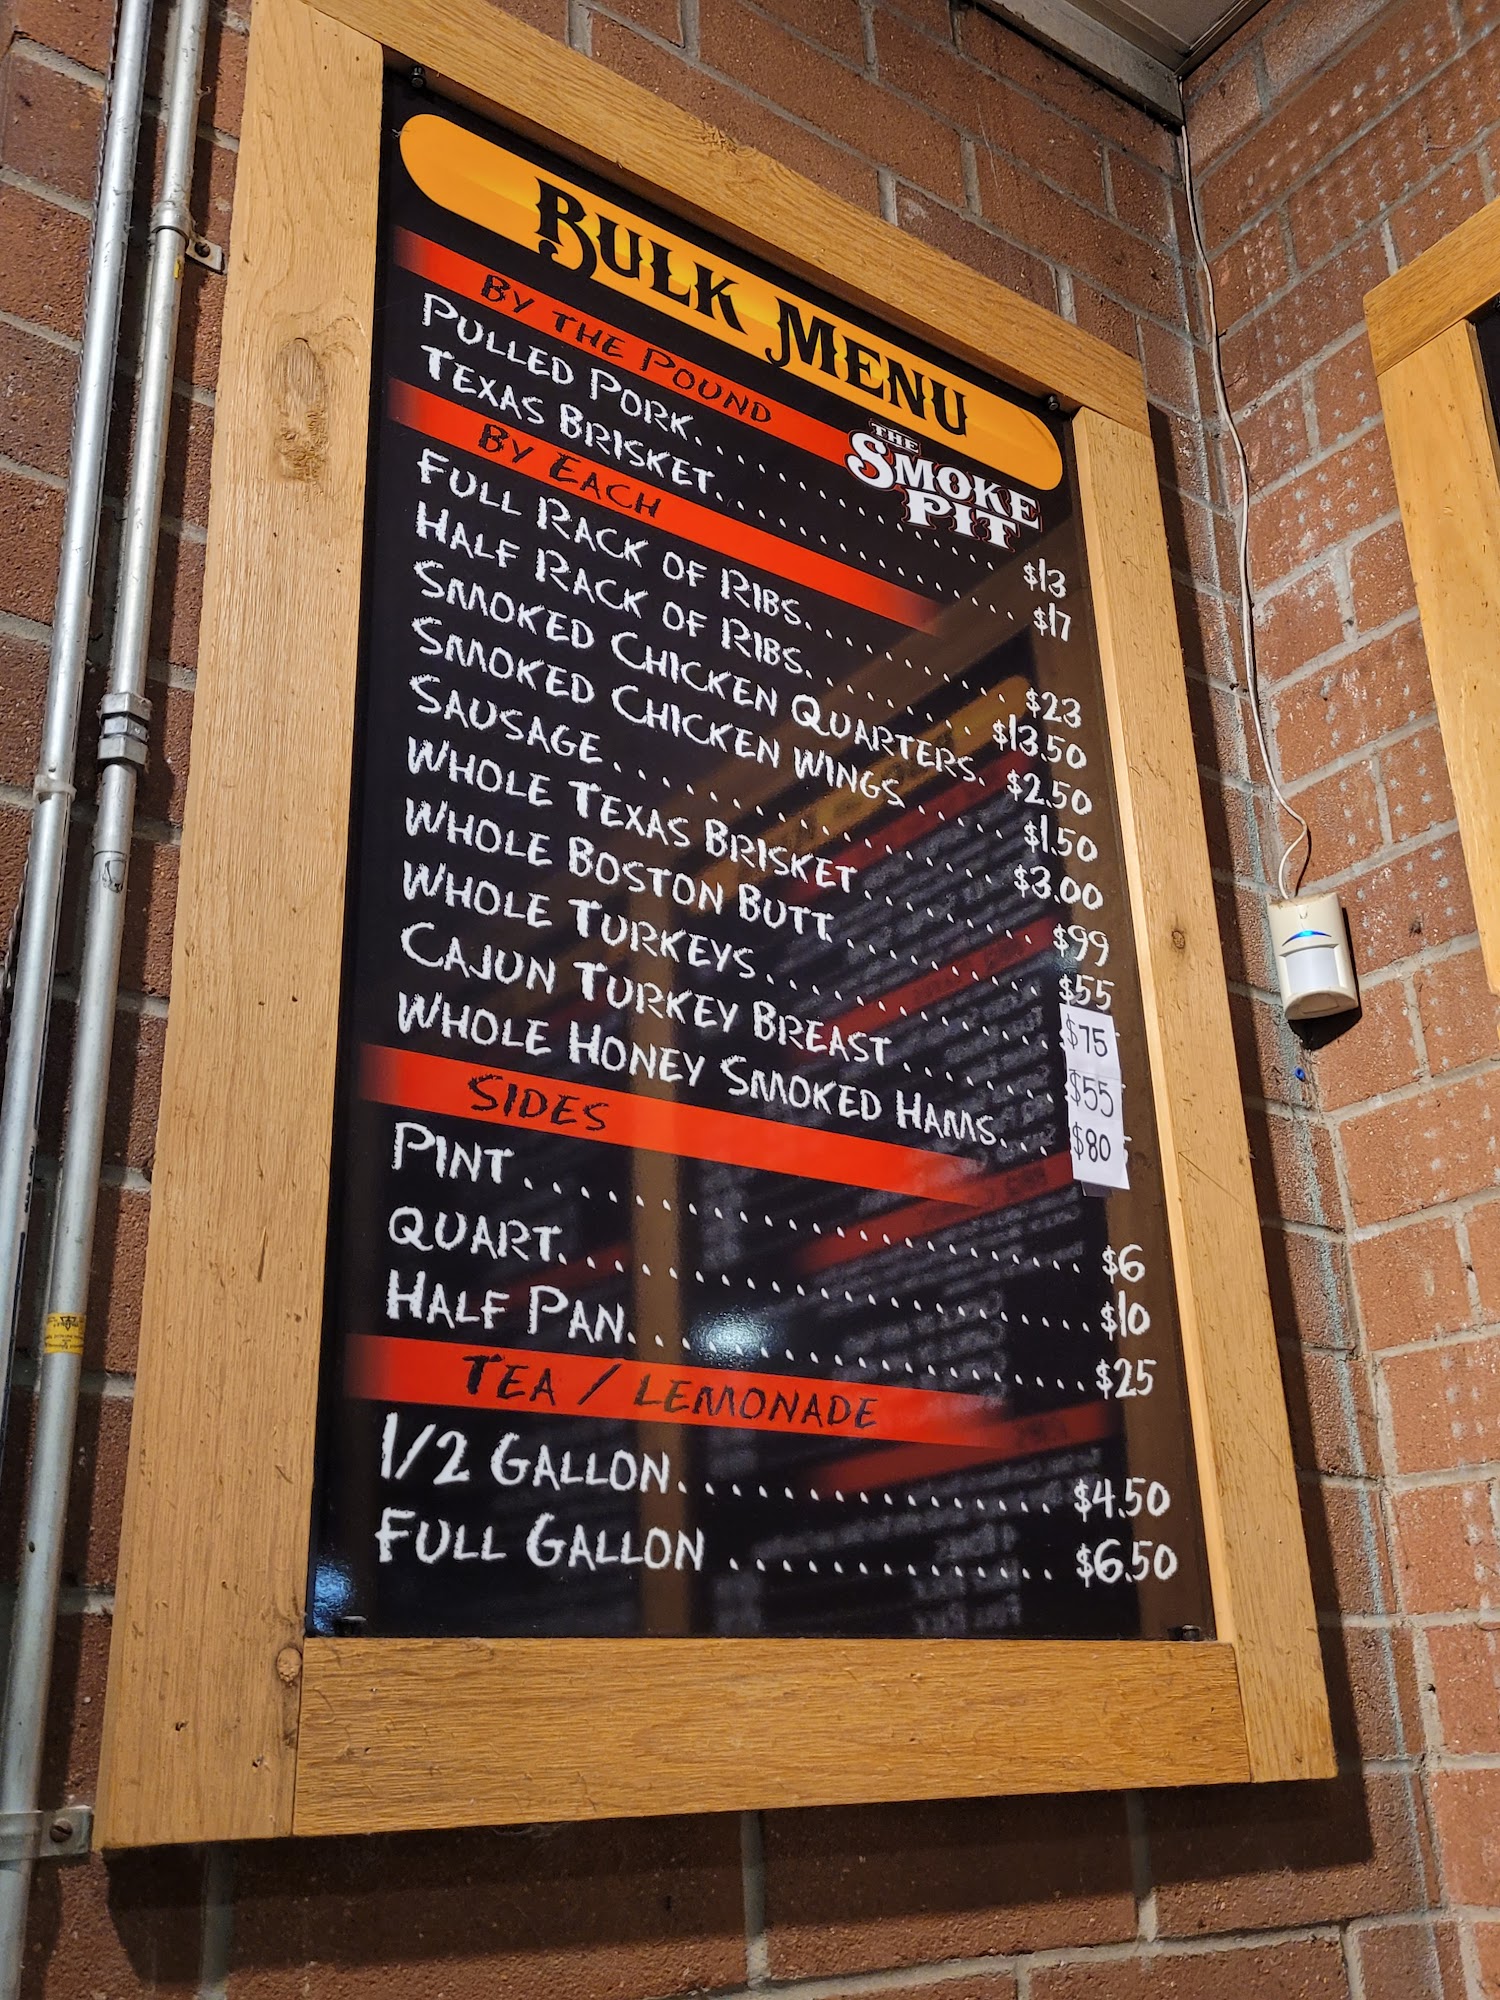 BULK MENU
THE
SMOKE
PIT
BY THE POUND
PULLED PORK..................... $13
TEXAS BRISKET..................... $17
BY EACH
FULL RACK OF RIBS............. $23
HALF RACK OF RIBS........... $13.50
SMOKED CHICKEN QUARTERS. $2.50
SMOKED CHICKEN WINGS...... $1.50
SAUSAGE..................... $3.00
WHOLE TEXAS BRISKET.......... $99
WHOLE BOSTON BUTT........... $55
WHOLE TURKEYS............... $75
CAJUN TURKEY BREAST........ $55
WHOLE HONEY SMOKED HAMS... $80
SIDES
PINT........................... $6
QUART.......................... $10
HALF PAN....................... $25
TEA / LEMONADE
1/2 GALLON.................. $4.50
FULL GALLON ............... $6.50